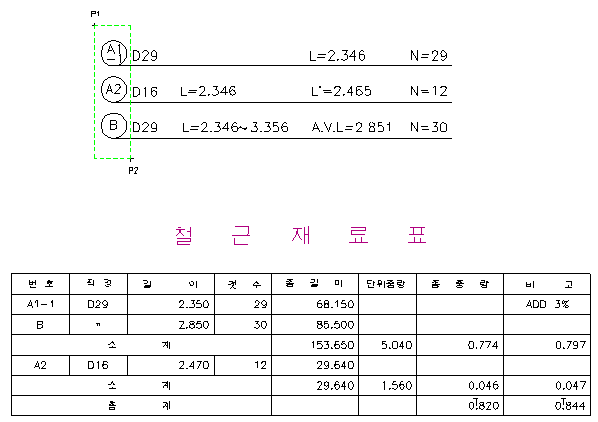 P1
A1 D29 L=2.346 N=29
A2 D16 L=2.346 L'=2.465 N=12
B D29 L=2.346~3.356 A.V.L=2 851 N=30
P2
철 근 재 료 표
번 호 직 경 길 이 갯 수 총 길 이 단위중량 총 중 량 비 고
A1-1 D29 2.350 29 68.150 ADD 3%
B " 2.850 30 85.500
소 계 153.650 5.040 0.774 0.797
A2 D16 2.470 12 29.640
소 계 29.640 1.560 0.046 0.047
총 계 0.820 0.844